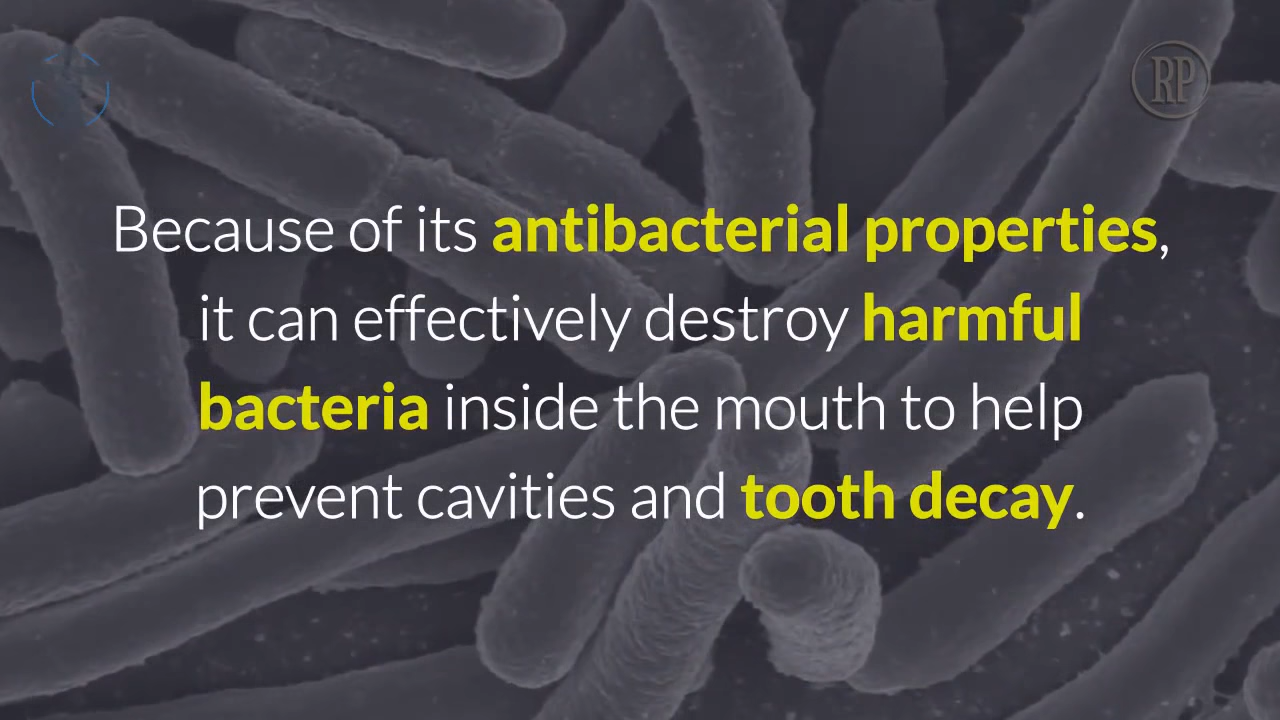 RP
Because of its antibacterial properties,
it can effectively destroy harmful
bacteria inside the mouth to help
prevent cavities and tooth decay.